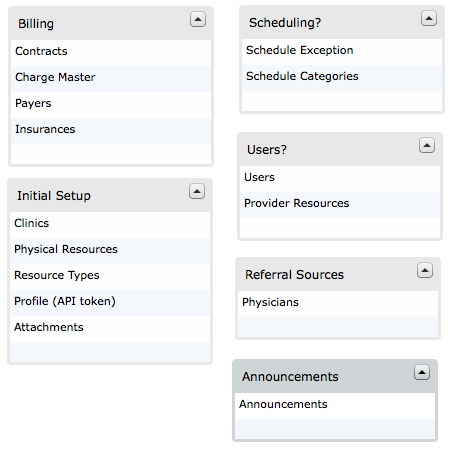 Billing
Contracts
Charge Master
Payers
Insurances
Initial Setup
Clinics
Physical Resources
Resource Types
Profile (API token)
Attachments
Scheduling?
Schedule Exception
Schedule Categories
Users?
Users
Provider Resources
Referral Sources
Physicians
Announcements
Announcements